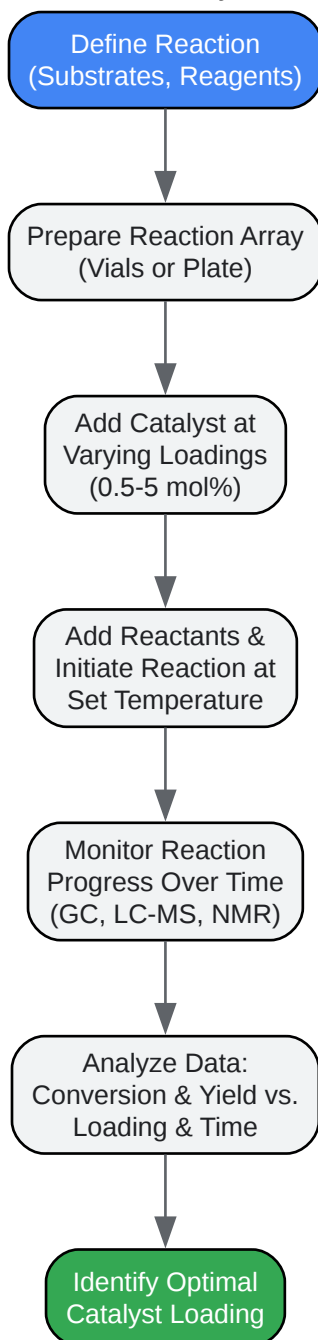 Define Reaction
(Substrates, Reagents)
Prepare Reaction Array
(Vials or Plate)
Add Catalyst at
Varying Loadings
(0.5-5 mol%)
Add Reactants &
Initiate Reaction at
Set Temperature
Monitor Reaction
Progress Over Time
(GC, LC-MS, NMR)
Analyze Data:
Conversion & Yield vs.
Loading & Time
Identify Optimal
Catalyst Loading